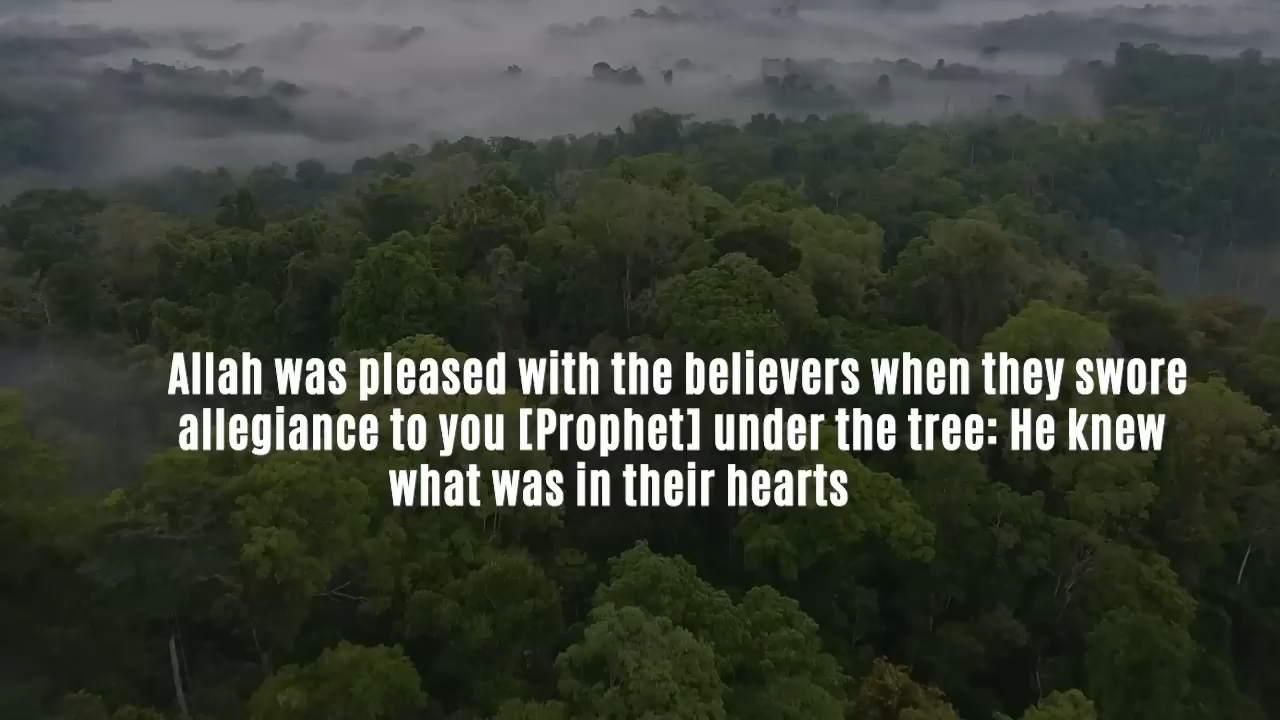 Allah was pleased with the believers when they swore
allegiance to you [Prophet] under the tree: He knew
what was in their hearts